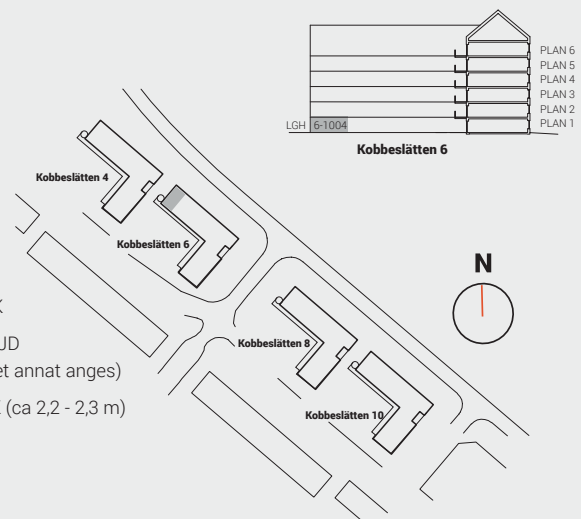 PLAN 6
PLAN 5
PLAN 4
PLAN 3
PLAN 2
LGH 6-1004 PLAN 1
Kobbeslätten 6
Kobbeslätten 4
Kobbeslätten 6
N
Kobbeslätten 8
Kobbeslätten 10
K
JD
et annat anges)
(ca 2,2 - 2,3 m)